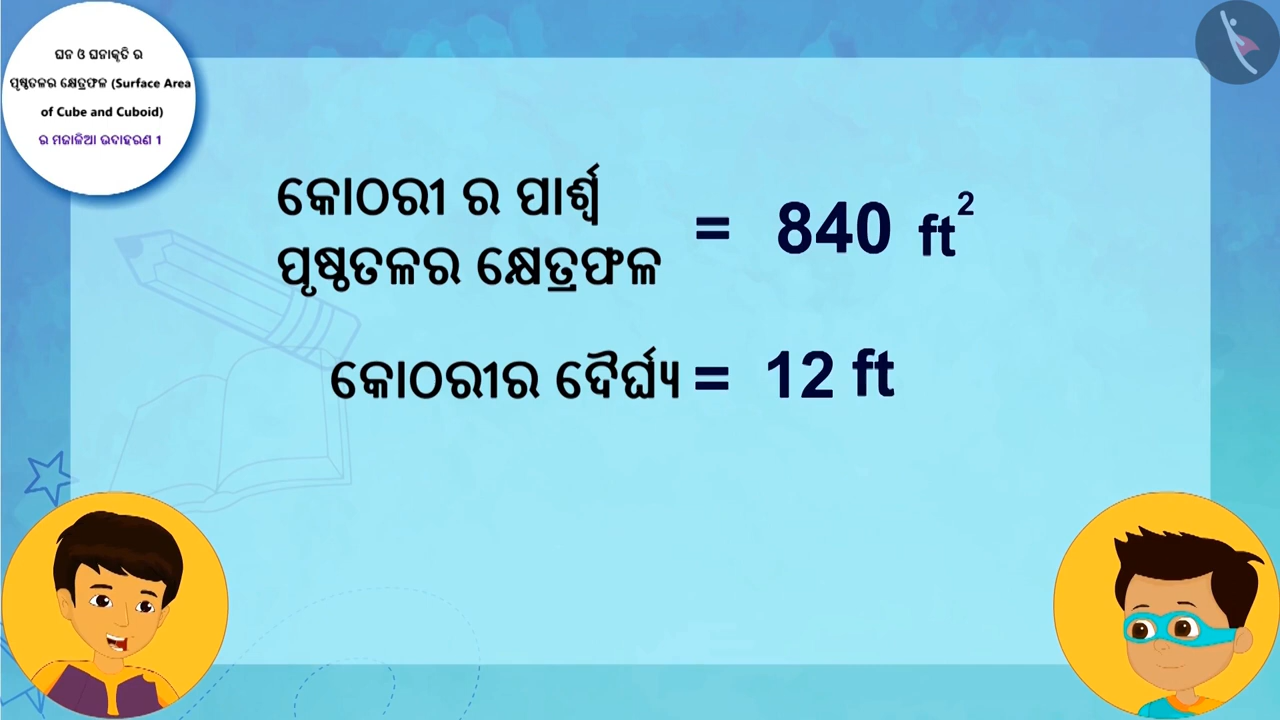 ଘନ ଓ ଘନାକୃତି ର
ପୃଷ୍ଠତଳର କ୍ଷେତ୍ରଫଳ (Surface Area
of Cube and Cuboid)
ର ମଜାଳିଆ ଉଦାହରଣ 1
କୋଠରୀ ର ପାର୍ଶ୍ୱ
ପୃଷ୍ଠତଳର କ୍ଷେତ୍ରଫଳ = 840 ft²
କୋଠରୀର ଦୈର୍ଘ୍ୟ = 12 ft